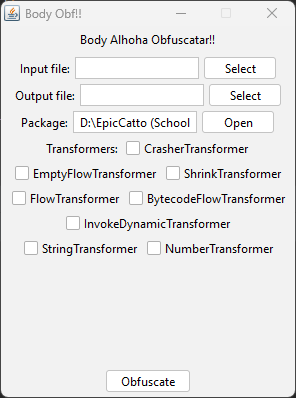 Body Obf!!
Body Alhoha Obfuscatar!!
Input file: Select
Output file: Select
Package: D:\EpicCatto (School Open
Transformers: CrasherTransformer
EmptyFlowTransformer ShrinkTransformer
FlowTransformer BytecodeFlowTransformer
InvokeDynamicTransformer
StringTransformer NumberTransformer
Obfuscate